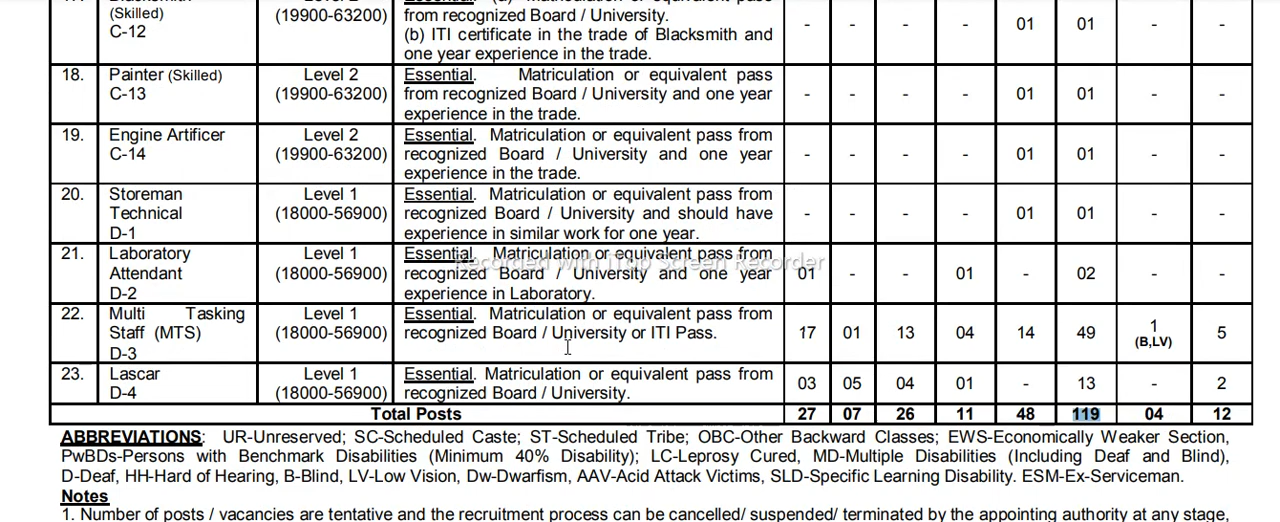 (Skilled)
C-12
(19900-63200)
from recognized Board / University.
(b) ITI certificate in the trade of Blacksmith and
one year experience in the trade.
- - - - 01 01 - -
18. Painter (Skilled)
C-13
Level 2
(19900-63200)
Essential. Matriculation or equivalent pass
from recognized Board / University and one year
experience in the trade.
- - - - 01 01 - -
19. Engine Artificer
C-14
Level 2
(19900-63200)
Essential. Matriculation or equivalent pass from
recognized Board / University and one year
experience in the trade.
- - - - 01 01 - -
20. Storeman
Technical
D-1
Level 1
(18000-56900)
Essential. Matriculation or equivalent pass from
recognized Board / University and should have
experience in similar work for one year.
- - - - 01 01 - -
21. Laboratory
Attendant
D-2
Level 1
(18000-56900)
Essential. Matriculation or equivalent pass from
recognized Board / University and one year
experience in Laboratory.
01 - - 01 - 02 - -
Recorded with iTop Screen Recorder
22. Multi Tasking
Staff (MTS)
D-3
Level 1
(18000-56900)
Essential. Matriculation or equivalent pass from
recognized Board / University or ITI Pass.
17 01 13 04 14 49 1 5
(B,LV)
23. Lascar
D-4
Level 1
(18000-56900)
Essential. Matriculation or equivalent pass from
recognized Board / University.
03 05 04 01 - 13 - 2
Total Posts 27 07 26 11 48 119 04 12
ABBREVIATIONS: UR-Unreserved; SC-Scheduled Caste; ST-Scheduled Tribe; OBC-Other Backward Classes; EWS-Economically Weaker Section,
PwBDs-Persons with Benchmark Disabilities (Minimum 40% Disability); LC-Leprosy Cured, MD-Multiple Disabilities (Including Deaf and Blind),
D-Deaf, HH-Hard of Hearing, B-Blind, LV-Low Vision, Dw-Dwarfism, AAV-Acid Attack Victims, SLD-Specific Learning Disability. ESM-Ex-Serviceman.
Notes
1. Number of posts / vacancies are tentative and the recruitment process can be cancelled/ suspended/ terminated by the appointing authority at any stage,